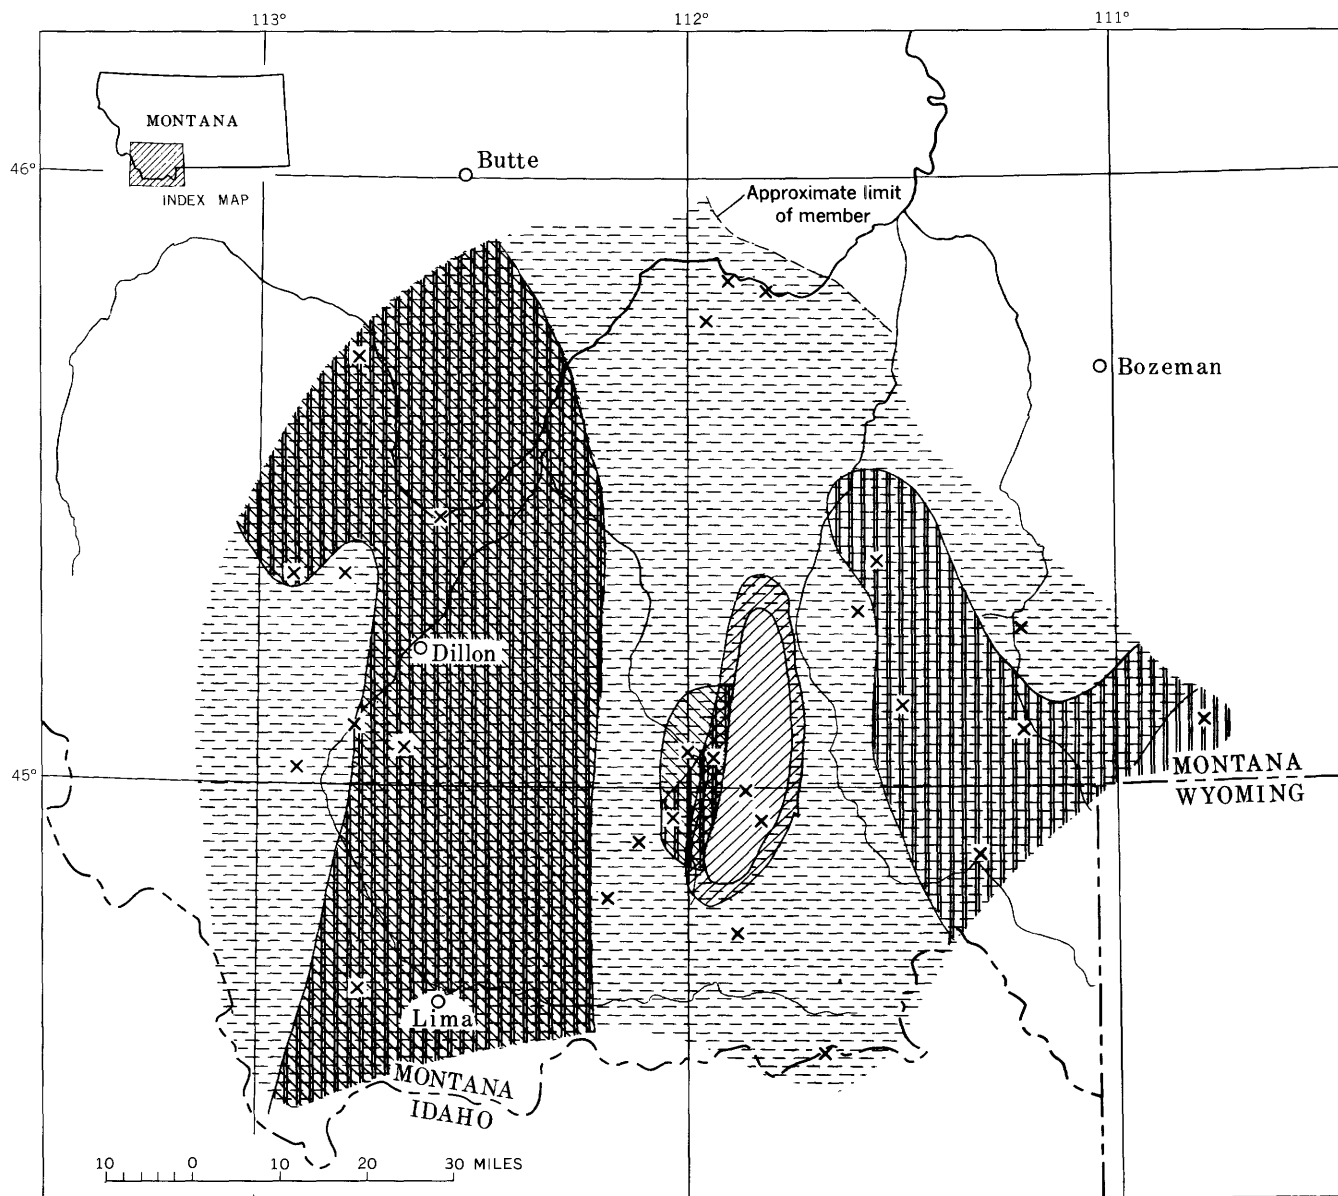 113°
112°
111°
MONTANA
46°
INDEX MAP
Butte
Approximate limit
of member
Bozeman
Dillon
45°
MONTANA
WYOMING
Lima
MONTANA
IDAHO
10 0 10 20 30 MILES